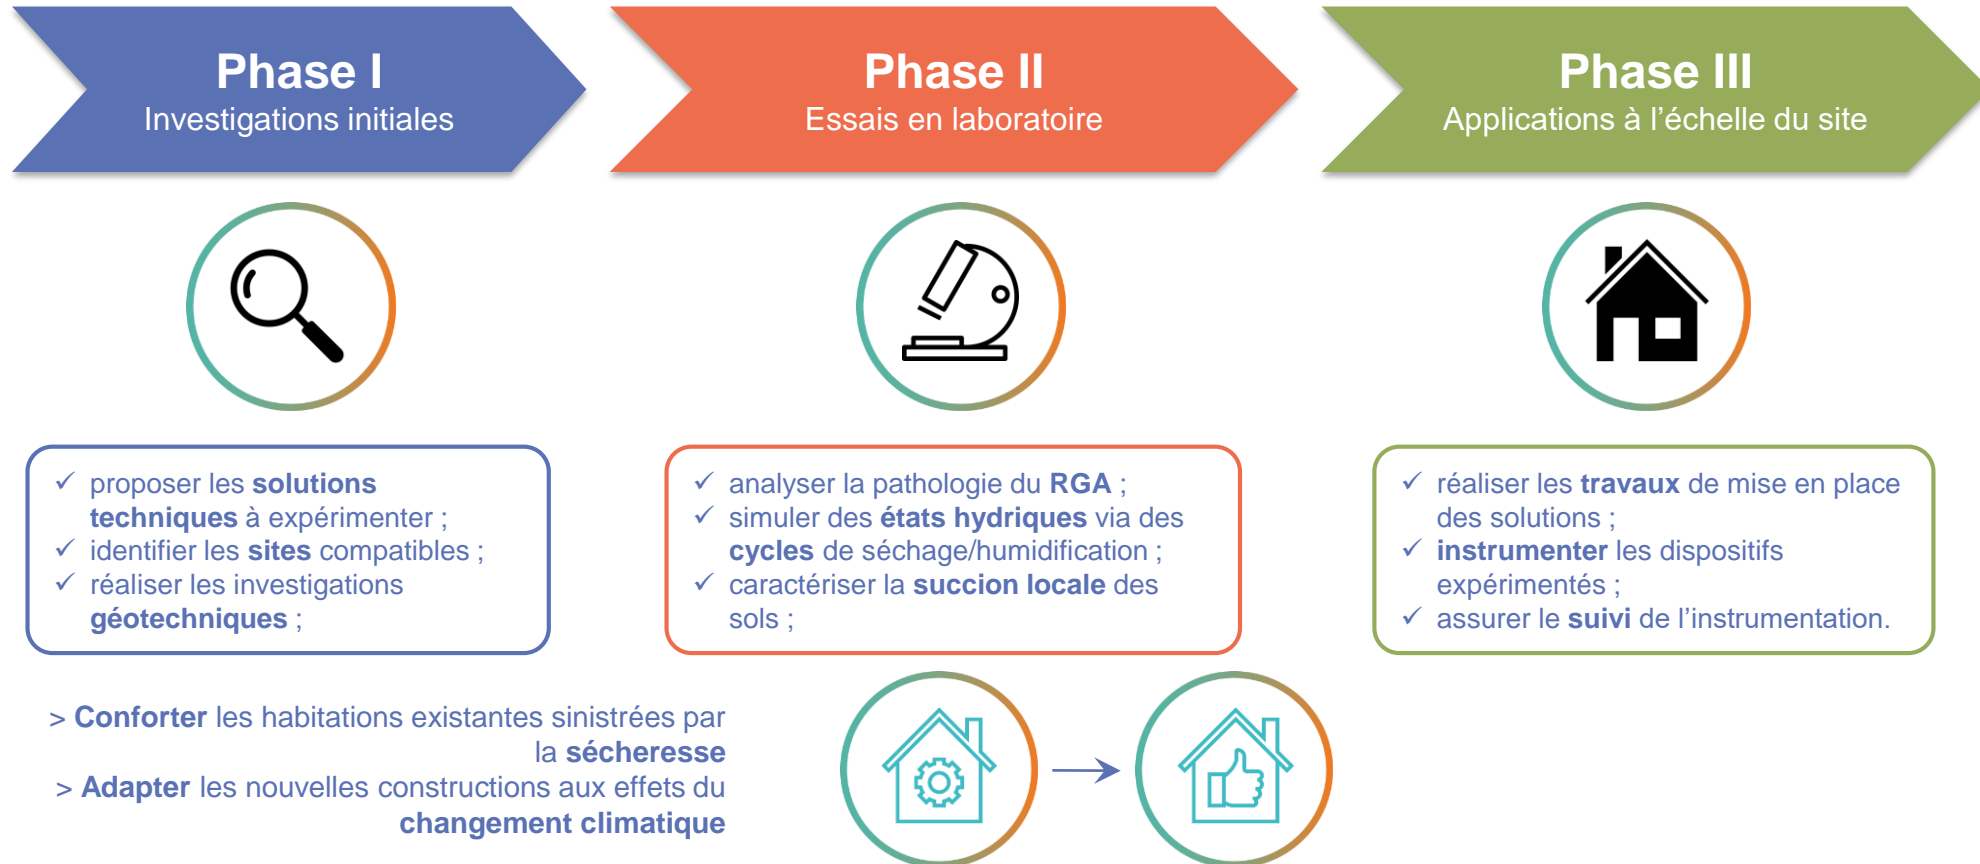 Phase I
Investigations initiales
Phase II
Essais en laboratoire
Phase III
Applications à l’échelle du site
✓ proposer les solutions
techniques à expérimenter ;
✓ identifier les sites compatibles ;
✓ réaliser les investigations
géotechniques ;
✓ analyser la pathologie du RGA ;
✓ simuler des états hydriques via des
cycles de séchage/humidification ;
✓ caractériser la succion locale des
sols ;
✓ réaliser les travaux de mise en place
des solutions ;
✓ instrumenter les dispositifs
expérimentés ;
✓ assurer le suivi de l’instrumentation.
> Conforter les habitations existantes sinistrées par
la sécheresse
> Adapter les nouvelles constructions aux effets du
changement climatique